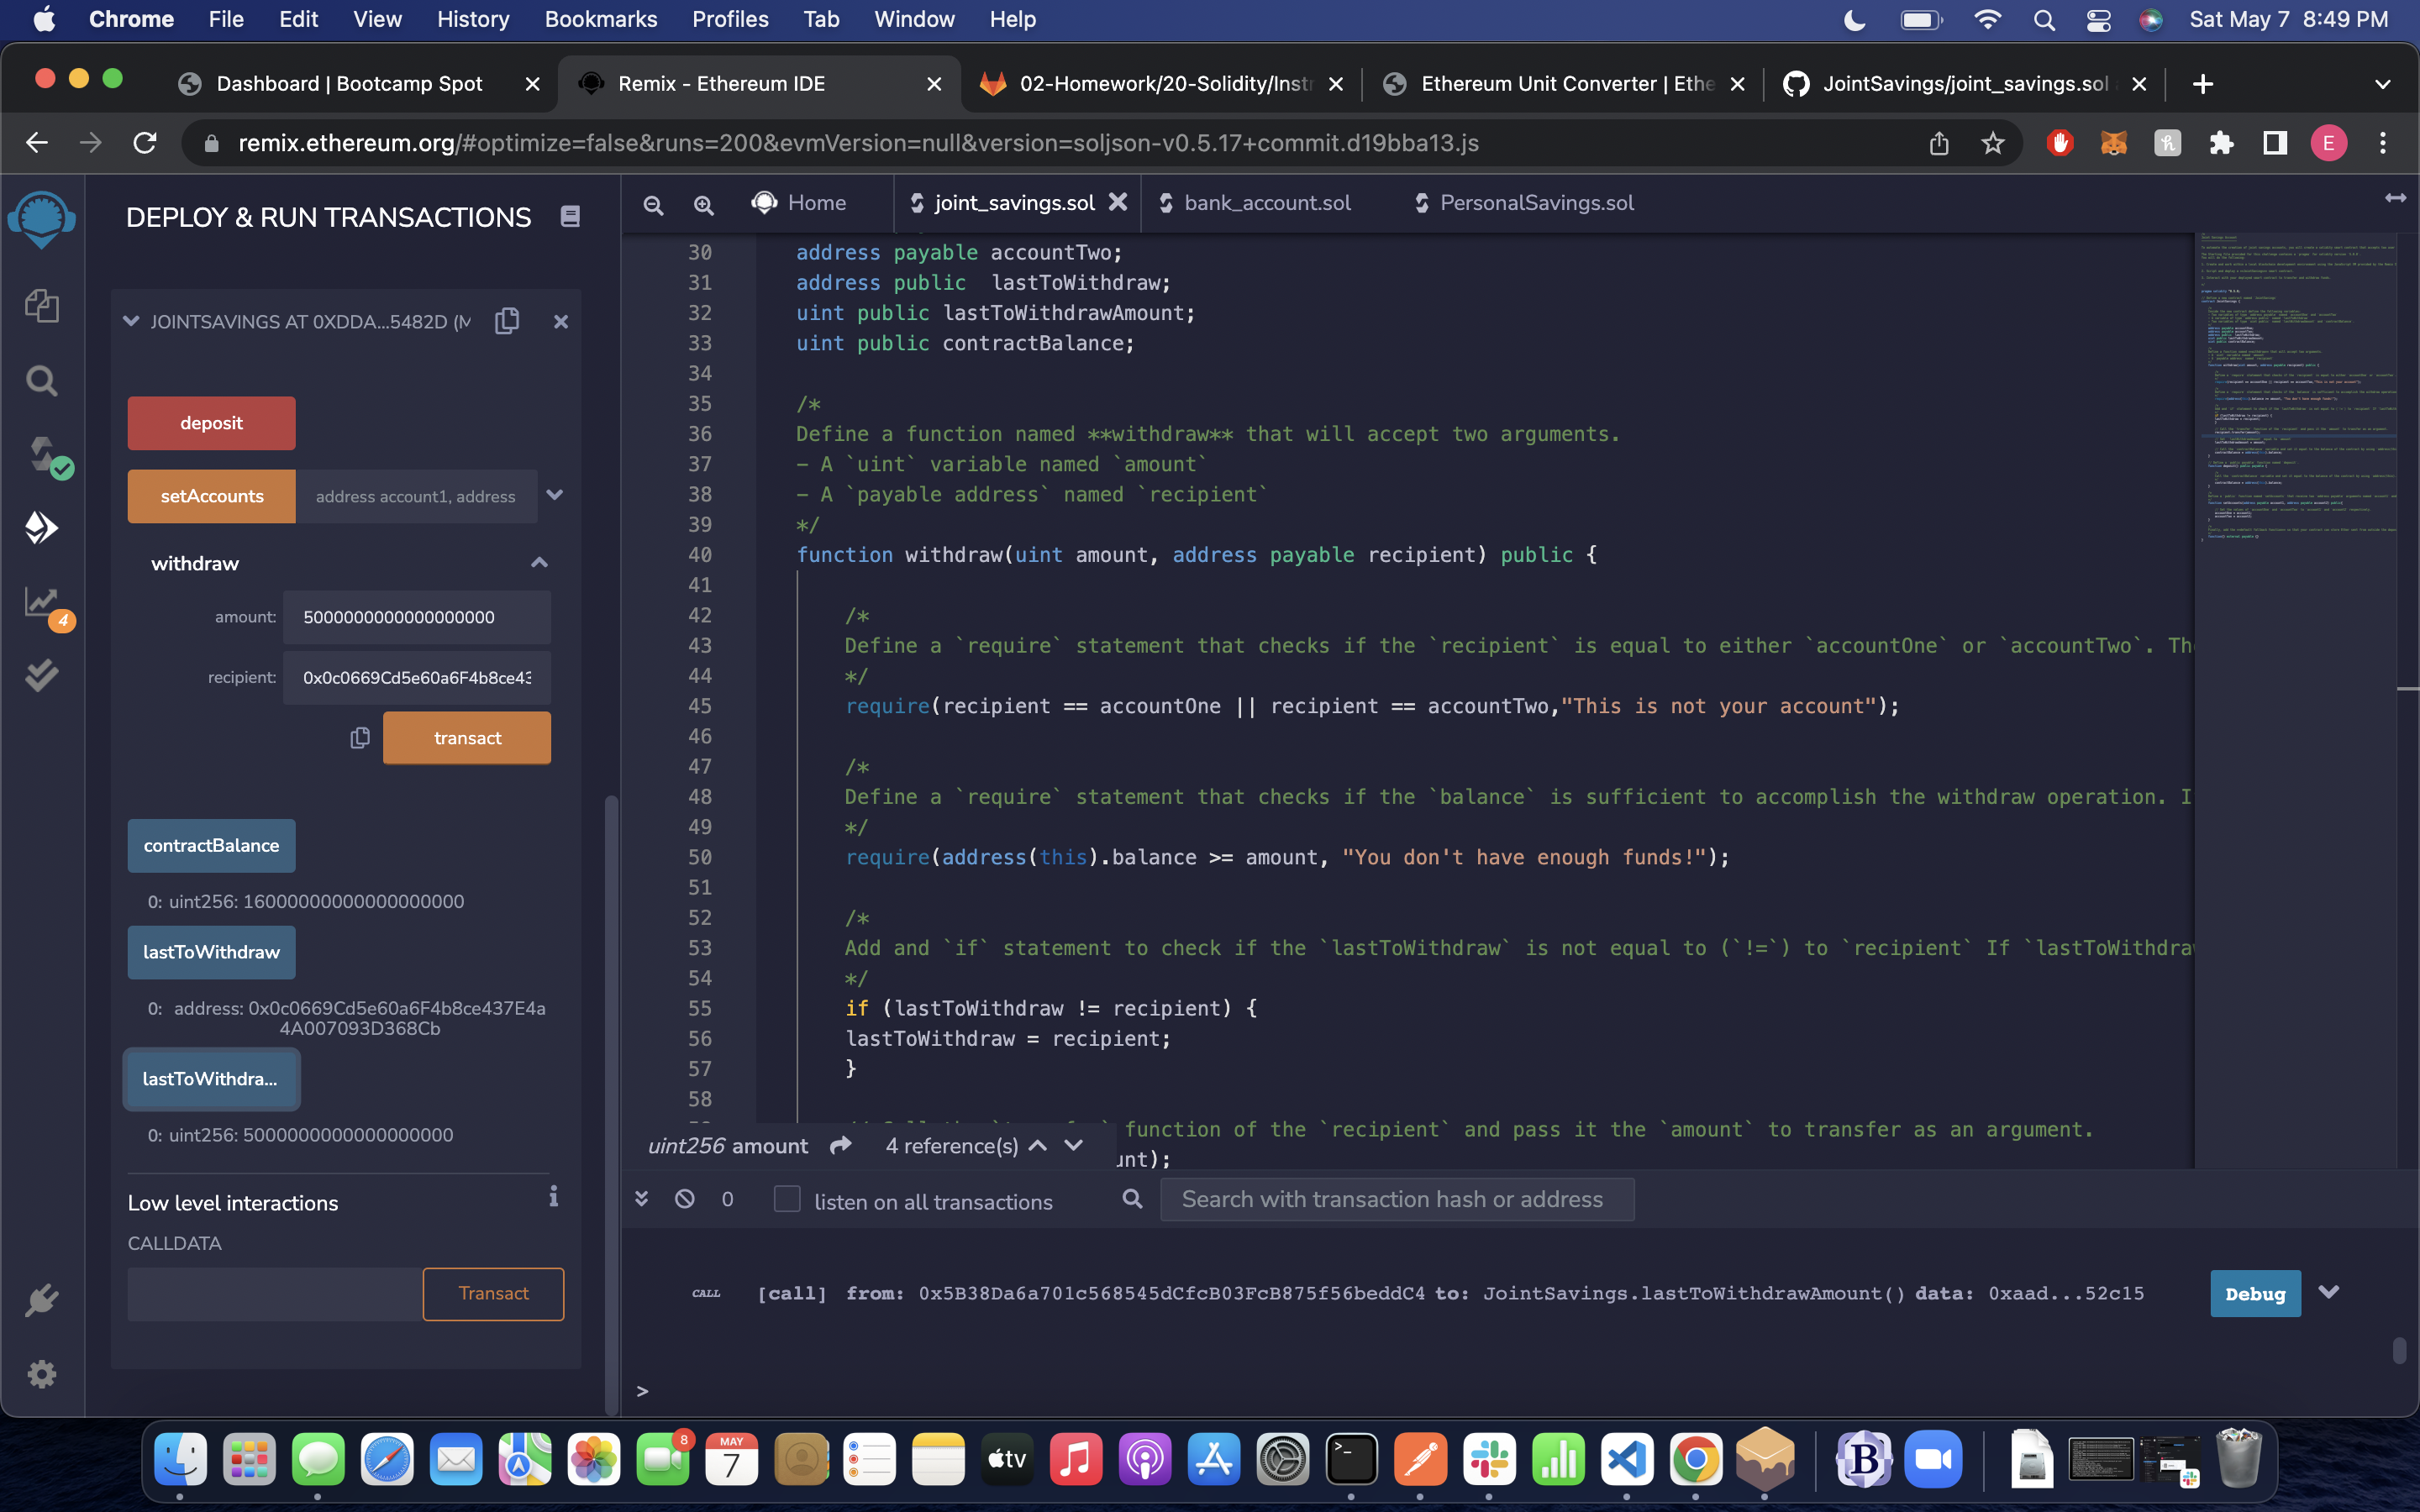 Chrome File Edit View History Bookmarks Profiles Tab Window Help Sat May 7 8:49 PM
Dashboard | Bootcamp Spot Remix - Ethereum IDE 02-Homework/20-Solidity/Instr Ethereum Unit Converter | Ethe JointSavings/joint_savings.sol
remix.ethereum.org/#optimize=false&runs=200&evmVersion=null&version=soljson-v0.5.17+commit.d19bba13.js E
DEPLOY & RUN TRANSACTIONS
JOINTSAVINGS AT 0XDDA...5482D (M
deposit
setAccounts address account1, address
withdraw
amount: 5000000000000000000
recipient: 0x0c0669Cd5e60a6F4b8ce43
transact
contractBalance
0: uint256: 16000000000000000000
lastToWithdraw
0: address: 0x0c0669Cd5e60a6F4b8ce437E4a
4A007093D368Cb
lastToWithdra...
0: uint256: 5000000000000000000
Low level interactions
CALLDATA
Transact
4
Home joint_savings.sol bank_account.sol PersonalSavings.sol
30 address payable accountTwo;
31 address public  lastToWithdraw;
32 uint public lastToWithdrawAmount;
33 uint public contractBalance;
34
35 /*
36 Define a function named **withdraw** that will accept two arguments.
37 - A `uint` variable named `amount`
38 - A `payable address` named `recipient`
39 */
40 function withdraw(uint amount, address payable recipient) public {
41
42 /*
43 Define a `require` statement that checks if the `recipient` is equal to either `accountOne` or `accountTwo`. The
44 */
45 require(recipient == accountOne || recipient == accountTwo,"This is not your account");
46
47 /*
48 Define a `require` statement that checks if the `balance` is sufficient to accomplish the withdraw operation. I
49 */
50 require(address(this).balance >= amount, "You don't have enough funds!");
51
52 /*
53 Add and `if` statement to check if the `lastToWithdraw` is not equal to (`!=`) to `recipient` If `lastToWithdraw
54 */
55 if (lastToWithdraw != recipient) {
56 lastToWithdraw = recipient;
57 }
58
function of the `recipient` and pass it the `amount` to transfer as an argument.
uint256 amount 4 reference(s)
unt);
0 listen on all transactions Search with transaction hash or address
CALL [call] from: 0x5B38Da6a701c568545dCfcB03FcB875f56beddC4 to: JointSavings.lastToWithdrawAmount() data: 0xaad...52c15 Debug
>
8
MAY
7
tv
B